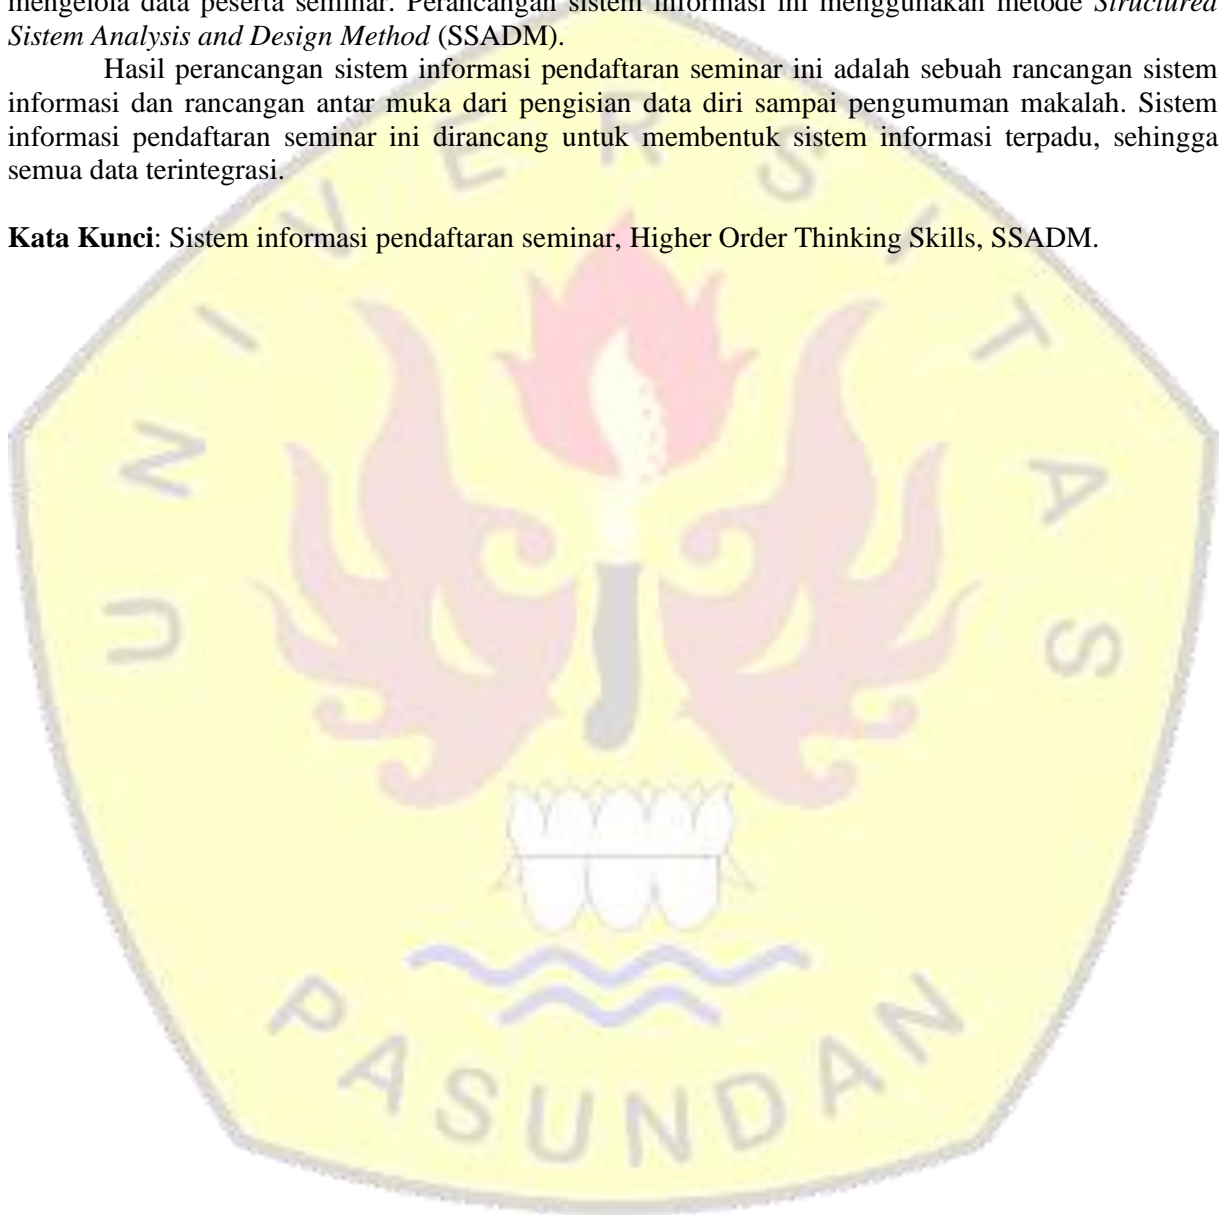 mengelola data peserta seminar. Perancangan sistem informasi ini menggunakan metode Structured
Sistem Analysis and Design Method (SSADM).
Hasil perancangan sistem informasi pendaftaran seminar ini adalah sebuah rancangan sistem
informasi dan rancangan antar muka dari pengisian data diri sampai pengumuman makalah. Sistem
informasi pendaftaran seminar ini dirancang untuk membentuk sistem informasi terpadu, sehingga
semua data terintegrasi.
Kata Kunci: Sistem informasi pendaftaran seminar, Higher Order Thinking Skills, SSADM.
UNIVERSITAS
PASUNDAN